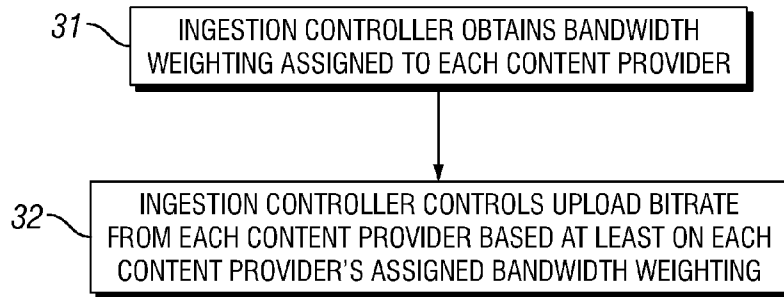 31
INGESTION CONTROLLER OBTAINS BANDWIDTH
WEIGHTING ASSIGNED TO EACH CONTENT PROVIDER
32
INGESTION CONTROLLER CONTROLS UPLOAD BITRATE
FROM EACH CONTENT PROVIDER BASED AT LEAST ON EACH
CONTENT PROVIDER'S ASSIGNED BANDWIDTH WEIGHTING